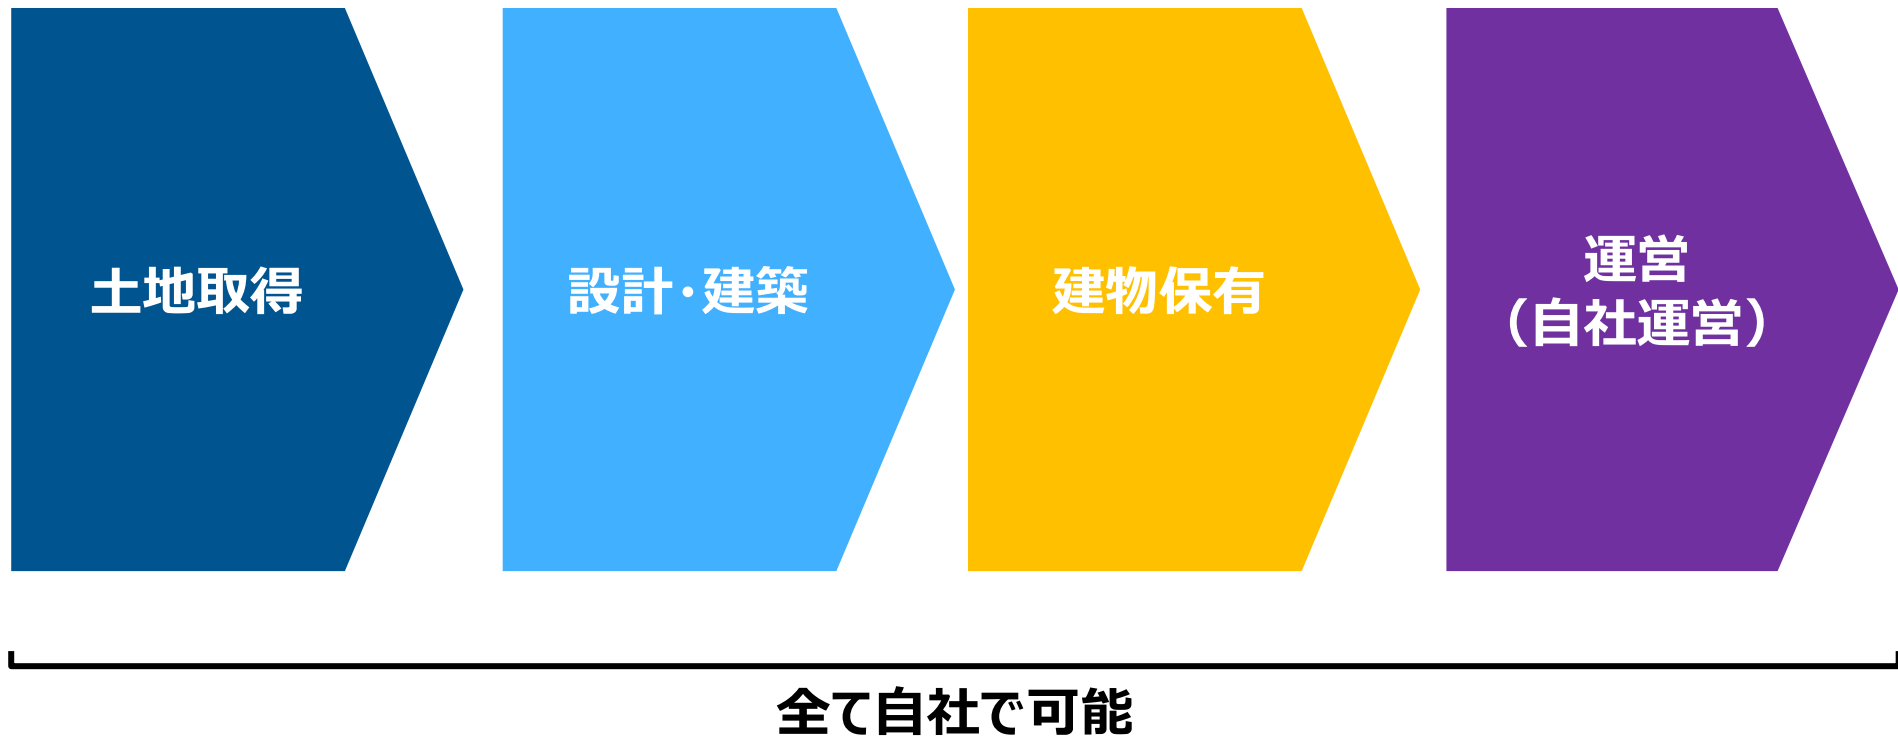 土地取得
設計・建築
建物保有
運営
（自社運営）
全て自社で可能